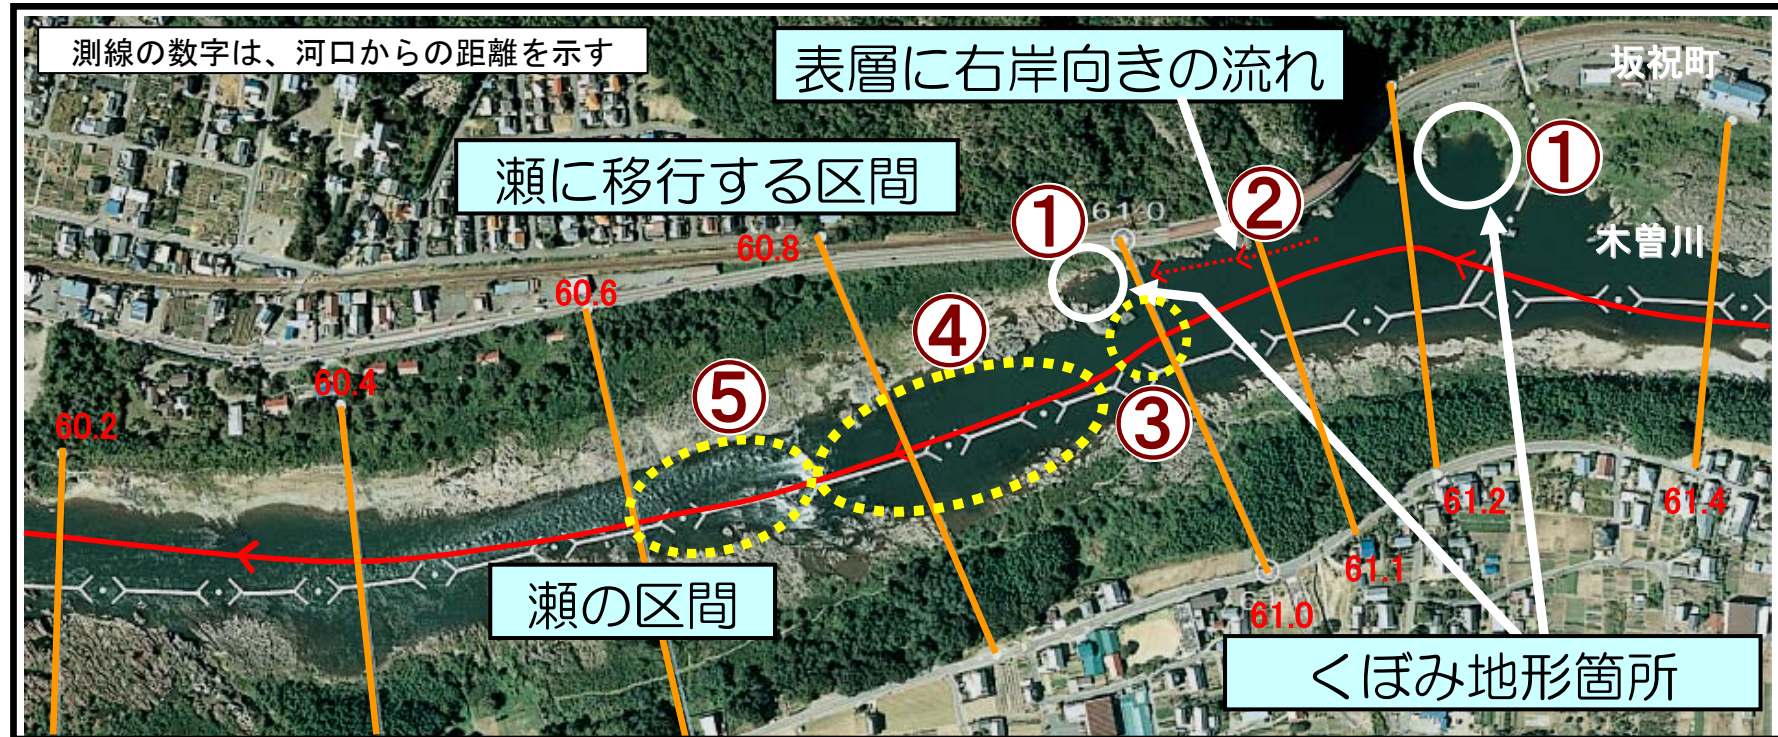 測線の数字は、河口からの距離を示す
表層に右岸向きの流れ
坂祝町
瀬に移行する区間
①
①
61.0
②
木曽川
60.8
60.6
④
③
60.4
⑤
60.2
61.2
61.4
61.1
61.0
瀬の区間
くぼみ地形箇所